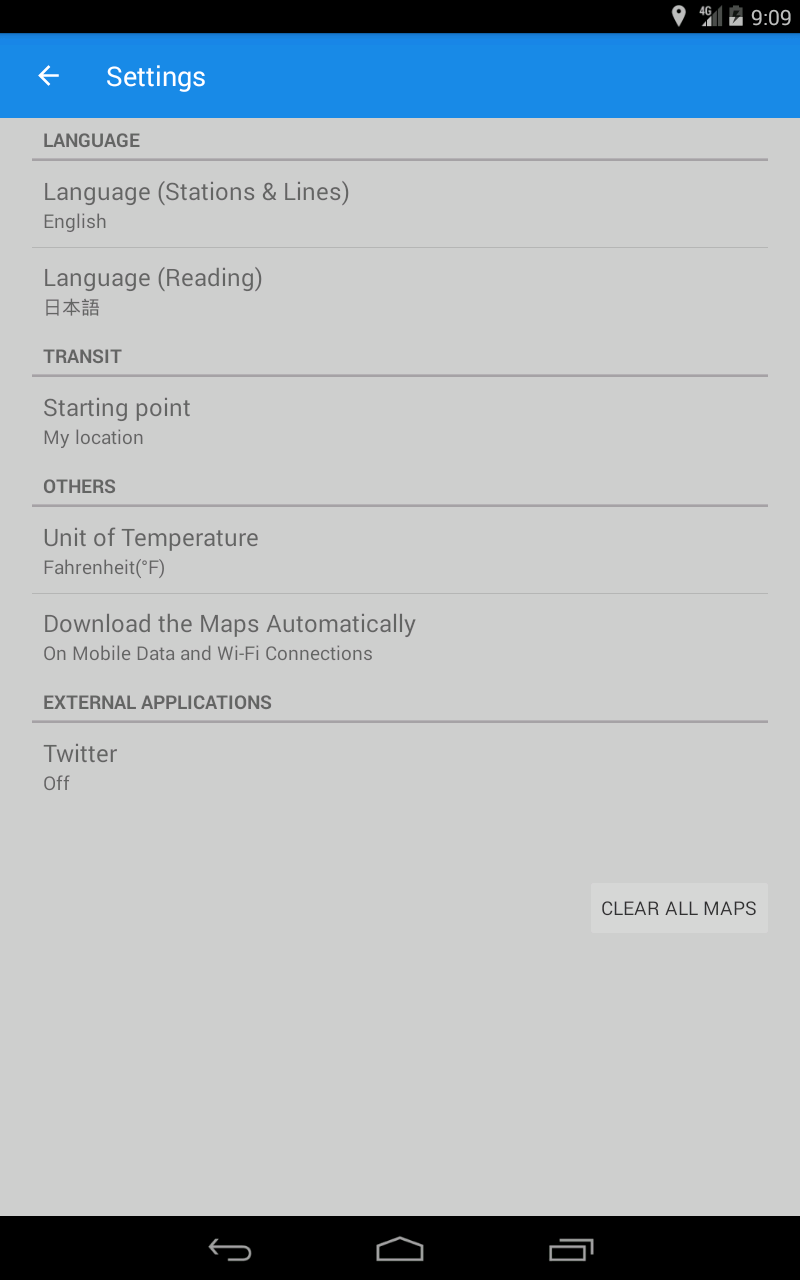 4G 9:09
Settings
LANGUAGE
Language (Stations & Lines)
English
Language (Reading)
日本語
TRANSIT
Starting point
My location
OTHERS
Unit of Temperature
Fahrenheit(°F)
Download the Maps Automatically
On Mobile Data and Wi-Fi Connections
EXTERNAL APPLICATIONS
Twitter
Off
CLEAR ALL MAPS